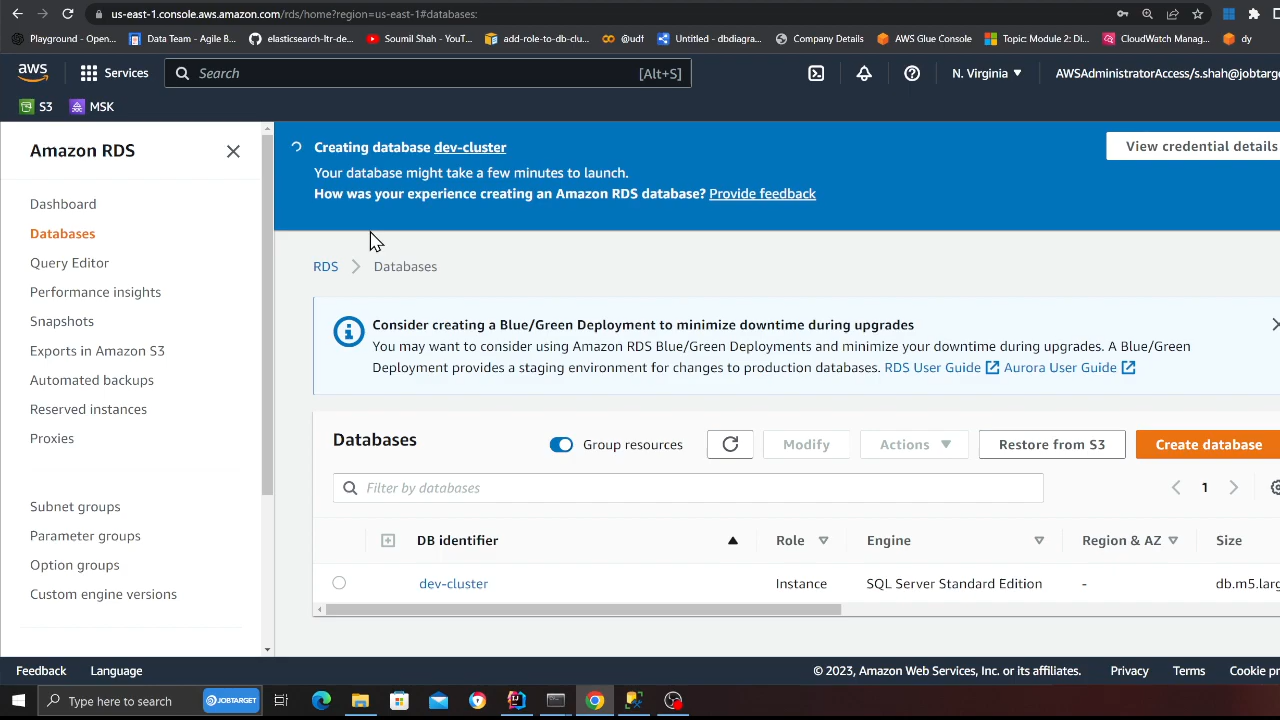 us-east-1.console.aws.amazon.com/rds/home?region=us-east-1#databases:
Playground - Open... Data Team - Agile B... elasticsearch-ltr-de... Soumil Shah - YouT... add-role-to-db-clu... @udf Untitled - dbdiagra... Company Details AWS Glue Console Topic: Module 2: Di... CloudWatch Manag... dy
aws Services Search [Alt+S] N. Virginia AWSAdministratorAccess/s.shah@jobtarge
S3 MSK
Amazon RDS
Dashboard
Databases
Query Editor
Performance insights
Snapshots
Exports in Amazon S3
Automated backups
Reserved instances
Proxies
Subnet groups
Parameter groups
Option groups
Custom engine versions
Creating database dev-cluster
View credential details
Your database might take a few minutes to launch.
How was your experience creating an Amazon RDS database? Provide feedback
RDS > Databases
Consider creating a Blue/Green Deployment to minimize downtime during upgrades
You may want to consider using Amazon RDS Blue/Green Deployments and minimize your downtime during upgrades. A Blue/Green
Deployment provides a staging environment for changes to production databases. RDS User Guide Aurora User Guide
Databases Group resources Modify Actions Restore from S3 Create database
Filter by databases 1
DB identifier Role Engine Region & AZ Size
dev-cluster Instance SQL Server Standard Edition - db.m5.larg
Feedback Language © 2023, Amazon Web Services, Inc. or its affiliates. Privacy Terms Cookie pr
Type here to search JOBTARGET